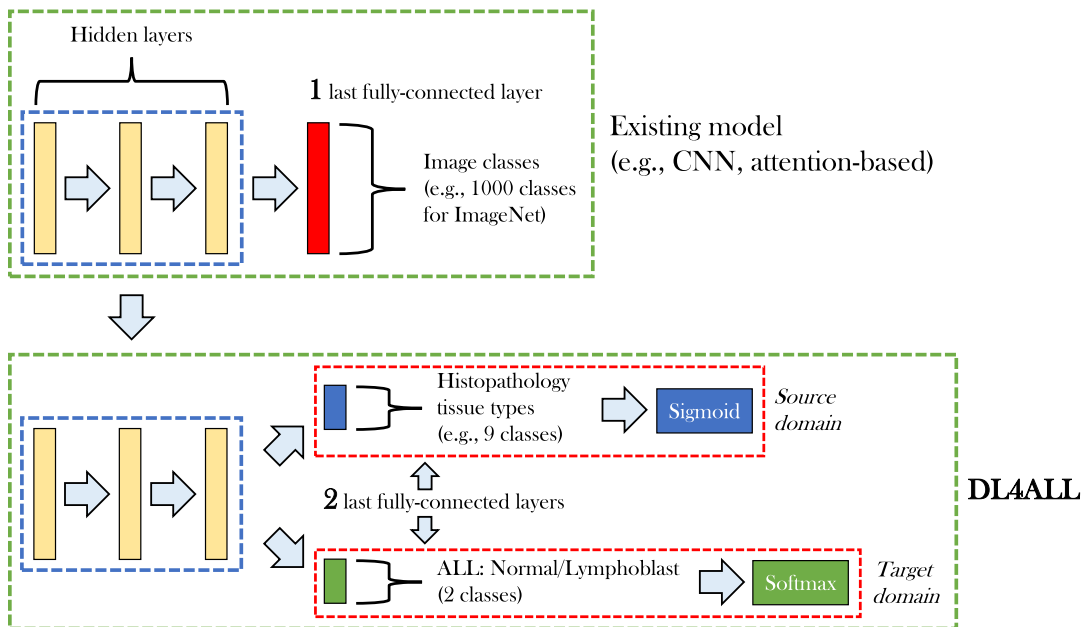 Hidden layers
1 last fully-connected layer
Image classes
(e.g., 1000 classes
for ImageNet)
Existing model
(e.g., CNN, attention-based)
Histopathology
tissue types
(e.g., 9 classes)
Sigmoid
Source
domain
2 last fully-connected layers
DL4ALL
ALL: Normal/Lymphoblast
(2 classes)
Softmax
Target
domain